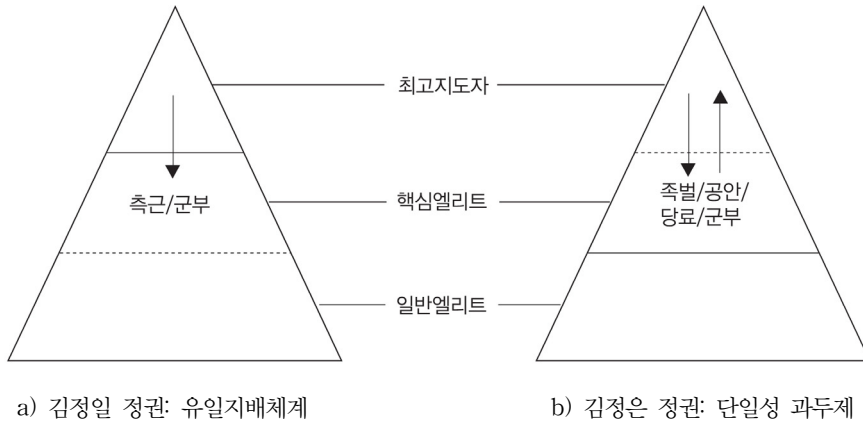 최고지도자
측근/군부
핵심엘리트
족벌/공안/
당료/군부
일반엘리트
a) 김정일 정권: 유일지배체계
b) 김정은 정권: 단일성 과두제